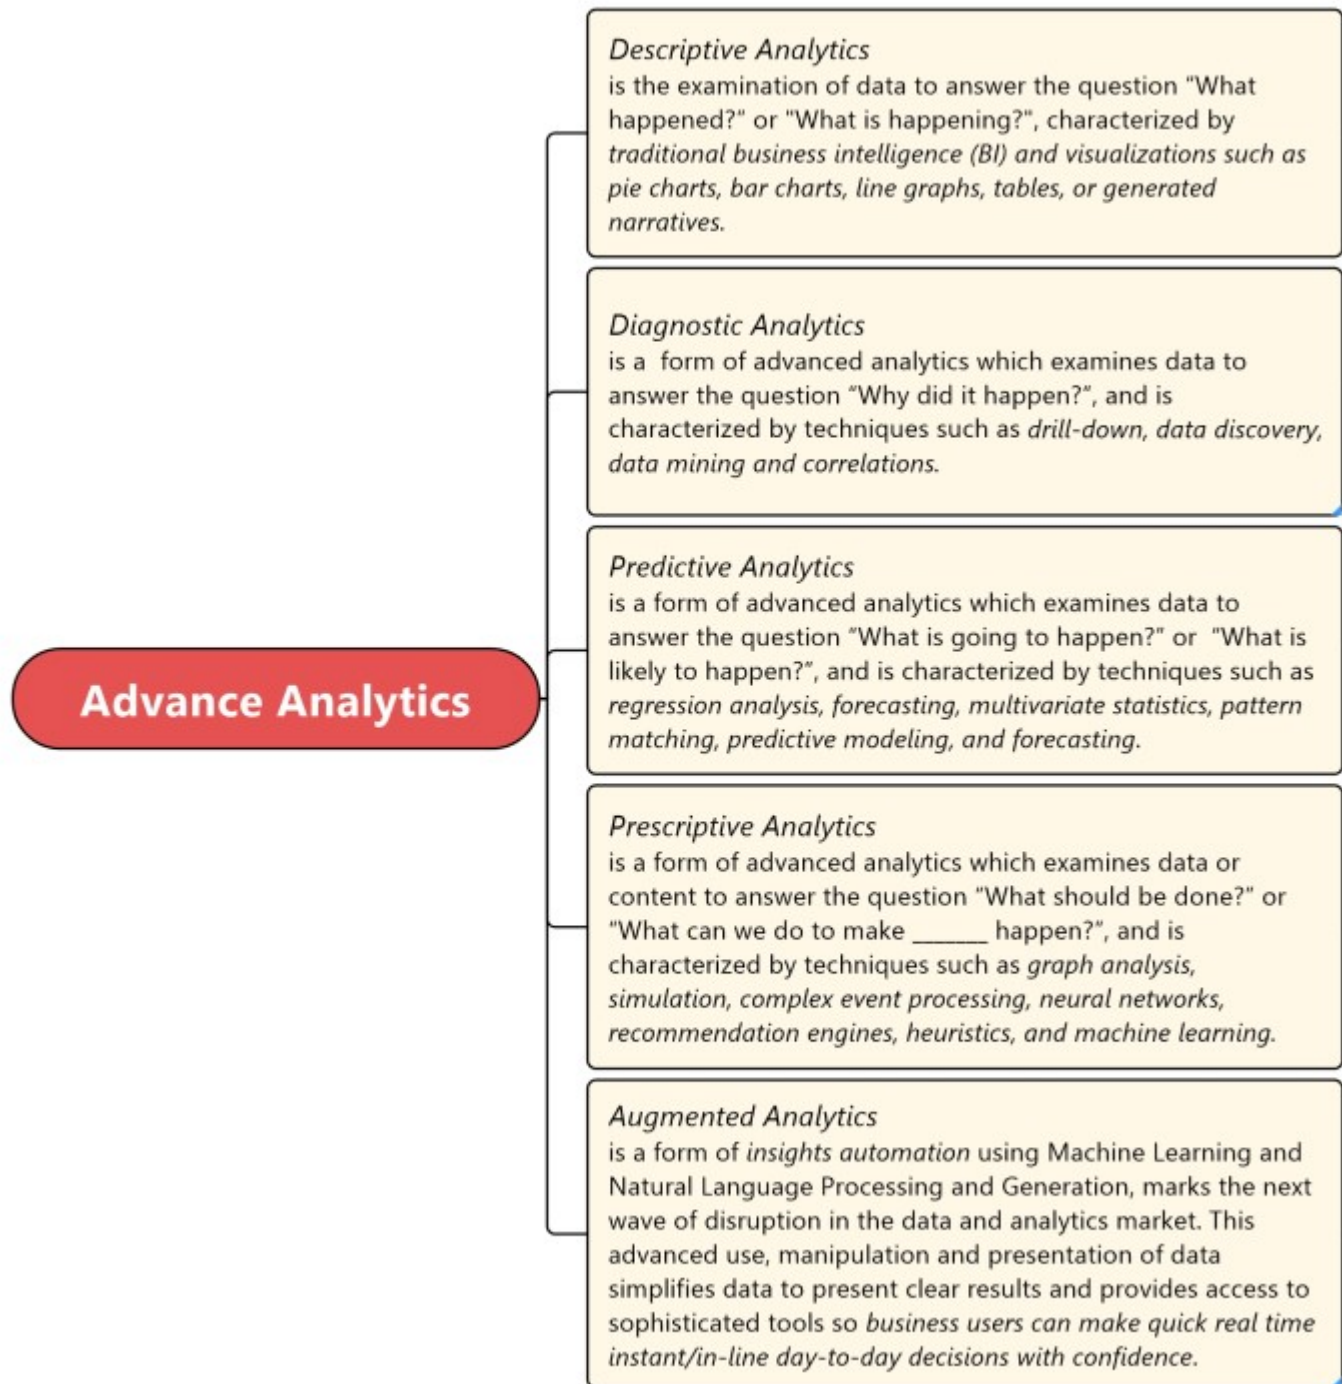 Advance Analytics
Descriptive Analytics
is the examination of data to answer the question “What
happened?” or "What is happening?", characterized by
traditional business intelligence (BI) and visualizations such as
pie charts, bar charts, line graphs, tables, or generated
narratives.
Diagnostic Analytics
is a  form of advanced analytics which examines data to
answer the question “Why did it happen?”, and is
characterized by techniques such as drill-down, data discovery,
data mining and correlations.
Predictive Analytics
is a form of advanced analytics which examines data to
answer the question “What is going to happen?” or  “What is
likely to happen?”, and is characterized by techniques such as
regression analysis, forecasting, multivariate statistics, pattern
matching, predictive modeling, and forecasting.
Prescriptive Analytics
is a form of advanced analytics which examines data or
content to answer the question “What should be done?” or
“What can we do to make _______ happen?”, and is
characterized by techniques such as graph analysis,
simulation, complex event processing, neural networks,
recommendation engines, heuristics, and machine learning.
Augmented Analytics
is a form of insights automation using Machine Learning and
Natural Language Processing and Generation, marks the next
wave of disruption in the data and analytics market. This
advanced use, manipulation and presentation of data
simplifies data to present clear results and provides access to
sophisticated tools so business users can make quick real time
instant/in-line day-to-day decisions with confidence.